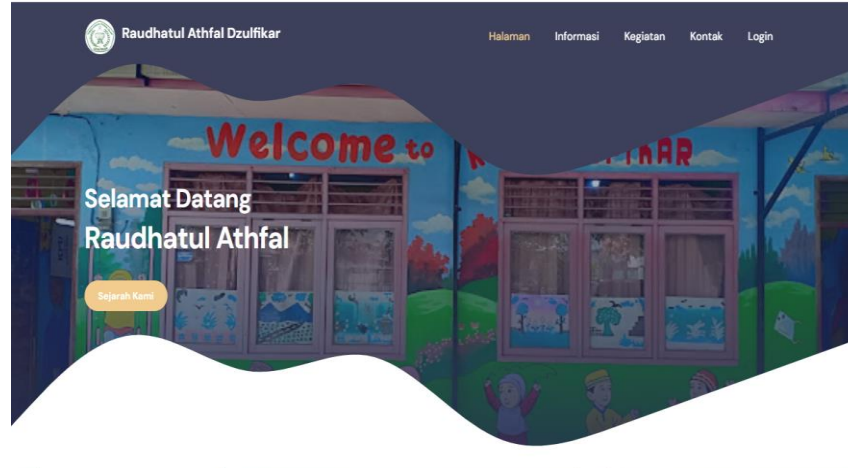 Raudhatul Athfal Dzulfikar
Halaman Informasi Kegiatan Kontak Login
Welcome to
Selamat Datang
Raudhatul Athfal
Sejarah Kami